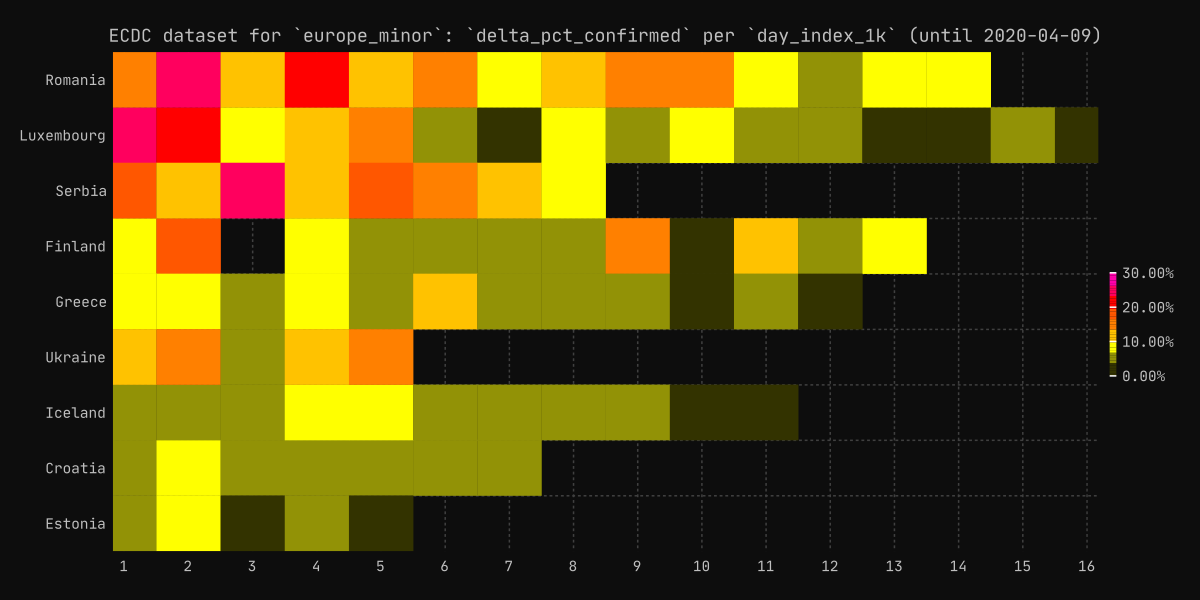 ECDC dataset for `europe_minor`: `delta_pct_confirmed` per `day_index_1k` (until 2020-04-09)
Romania
Luxembourg
Serbia
Finland
Greece
Ukraine
Iceland
Croatia
Estonia
1 2 3 4 5 6 7 8 9 10 11 12 13 14 15 16
30.00%
20.00%
10.00%
0.00%